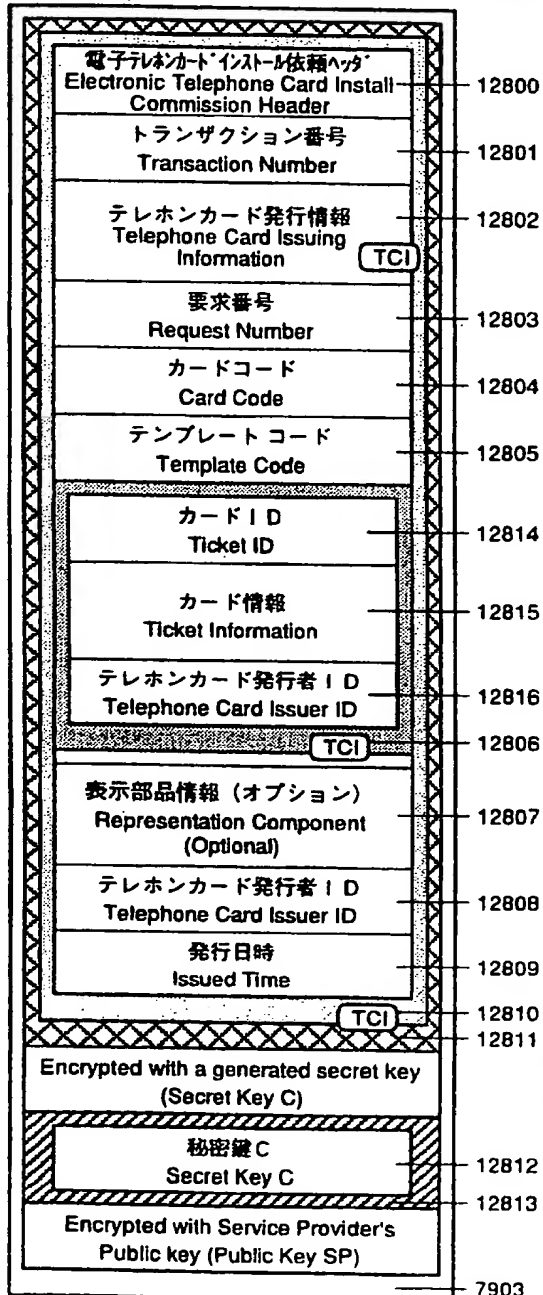 電子テレホンカードインストール依頼ヘッダ
Electronic Telephone Card Install
Commission Header
12800
トランザクション番号
Transaction Number
12801
テレホンカード発行情報
Telephone Card Issuing
Information
TCI
12802
要求番号
Request Number
12803
カードコード
Card Code
12804
テンプレート コード
Template Code
12805
カードID
Ticket ID
12814
カード情報
Ticket Information
12815
テレホンカード発行者ID
Telephone Card Issuer ID
12816
TCI
12806
表示部品情報(オプション)
Representation Component
(Optional)
12807
テレホンカード発行者ID
Telephone Card Issuer ID
12808
発行日時
Issued Time
12809
TCI
12810
12811
Encrypted with a generated secret key
(Secret Key C)
秘密鍵C
Secret Key C
12812
12813
Encrypted with Service Provider's
Public key (Public Key SP)
7903